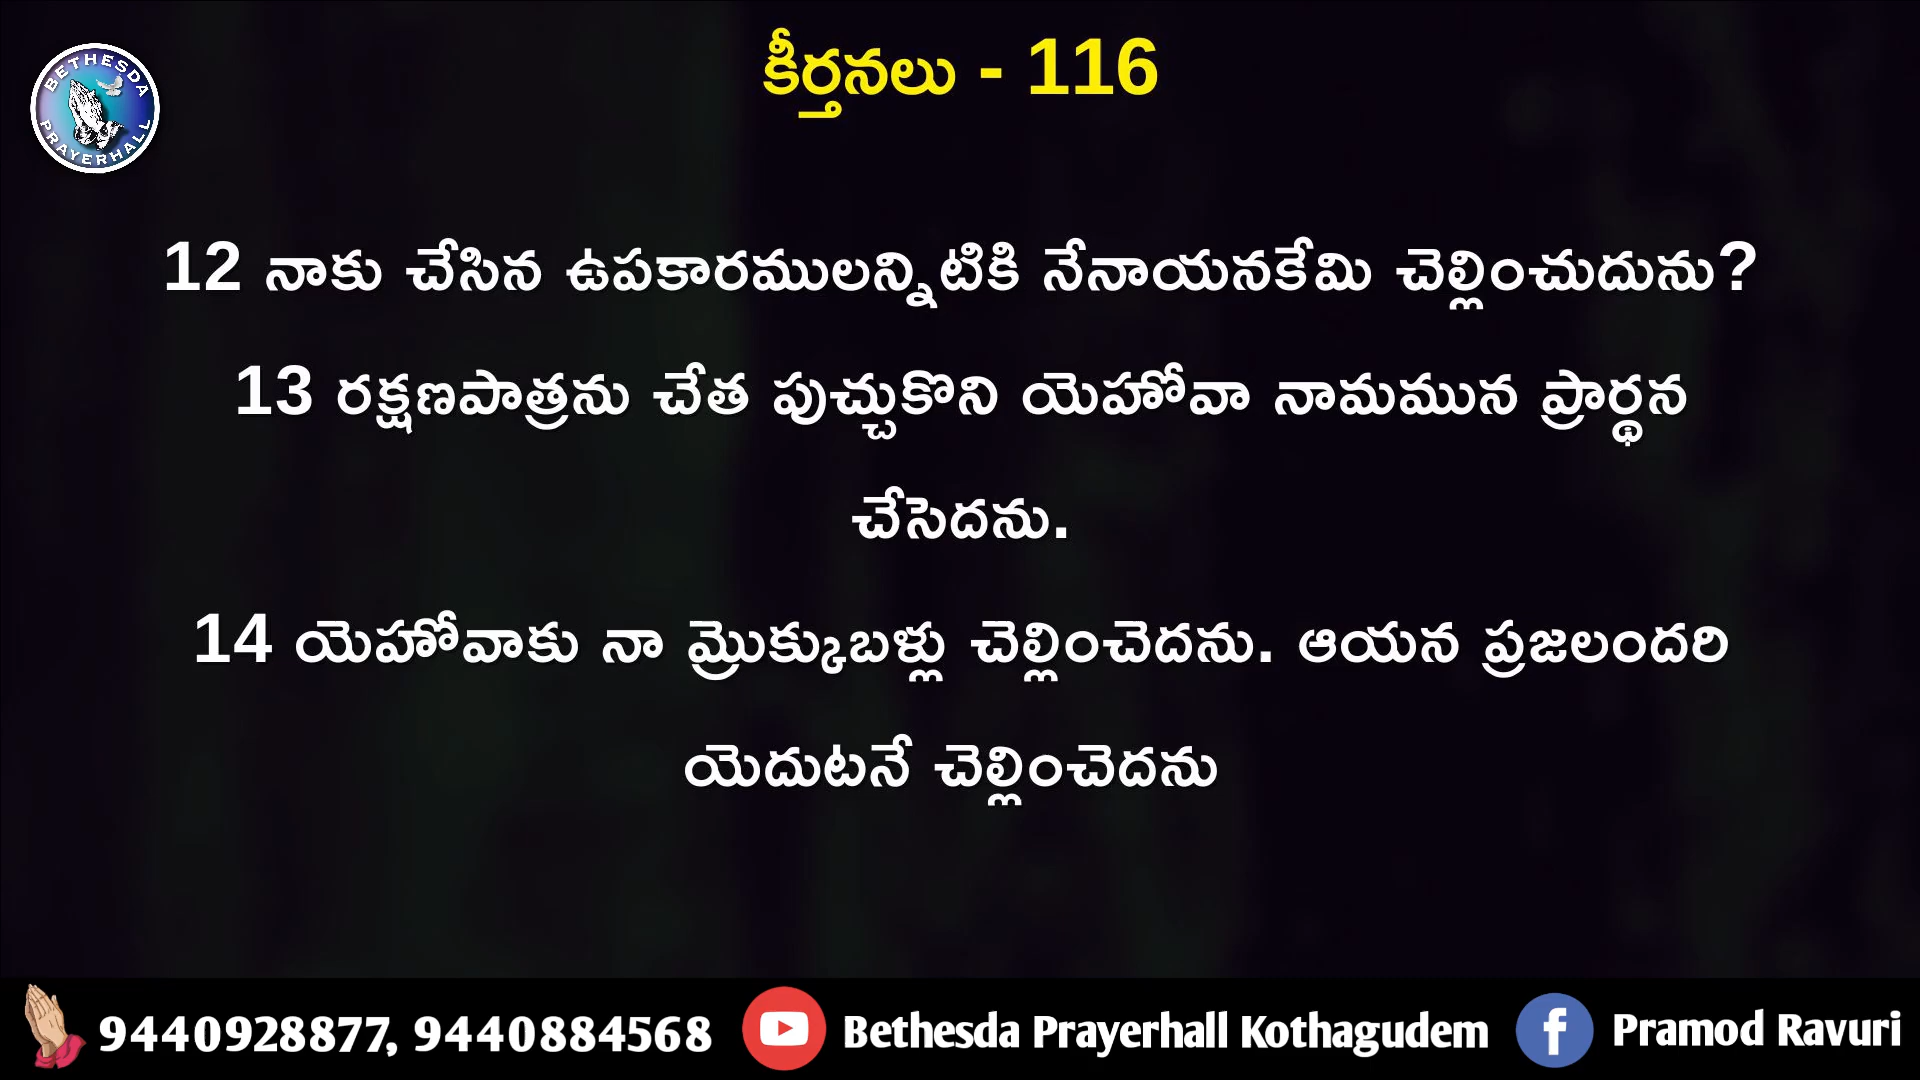 BETHESDA
PRAYERHALL
కీర్తనలు - 116
12 నాకు చేసిన ఉపకారములన్నిటికి నేనాయనకేమి చెల్లించుదును?
13 రక్షణపాత్రను చేత పుచ్చుకొని యెహోవా నామమున ప్రార్థన
చేసెదను.
14 యెహోవాకు నా మ్రొక్కుబళ్లు చెల్లించెదను. ఆయన ప్రజలందరి
యెదుటనే చెల్లించెదను
9440928877, 9440884568 Bethesda Prayerhall Kothagudem Pramod Ravuri